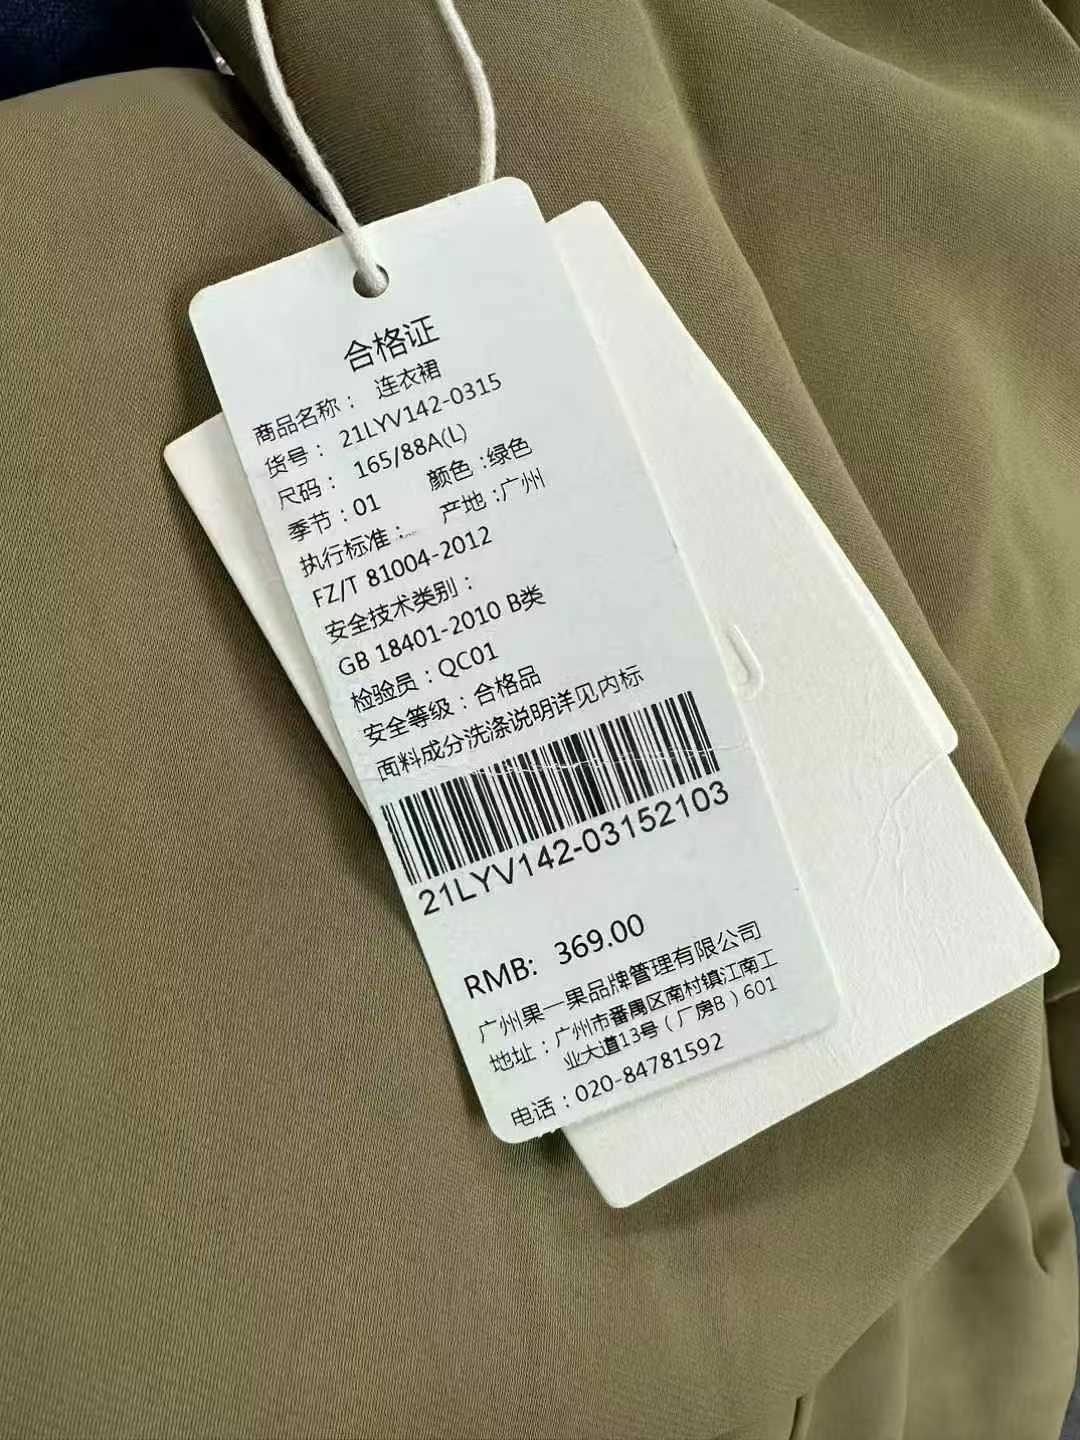 合格证
商品名称： 连衣裙
货号： 21LYV142-0315
尺码： 165/88A(L)
季节：01 颜色:绿色
执行标准： 产地:广州
FZ/T 81004-2012
安全技术类别：
GB 18401-2010 B类
检验员：QC01
安全等级：合格品
面料成分洗涤说明详见内标
21LYV142-03152103
RMB: 369.00
广州果一果品牌管理有限公司
地址：广州市番禺区南村镇江南工
业大道13号（厂房B）601
电话：020-84781592